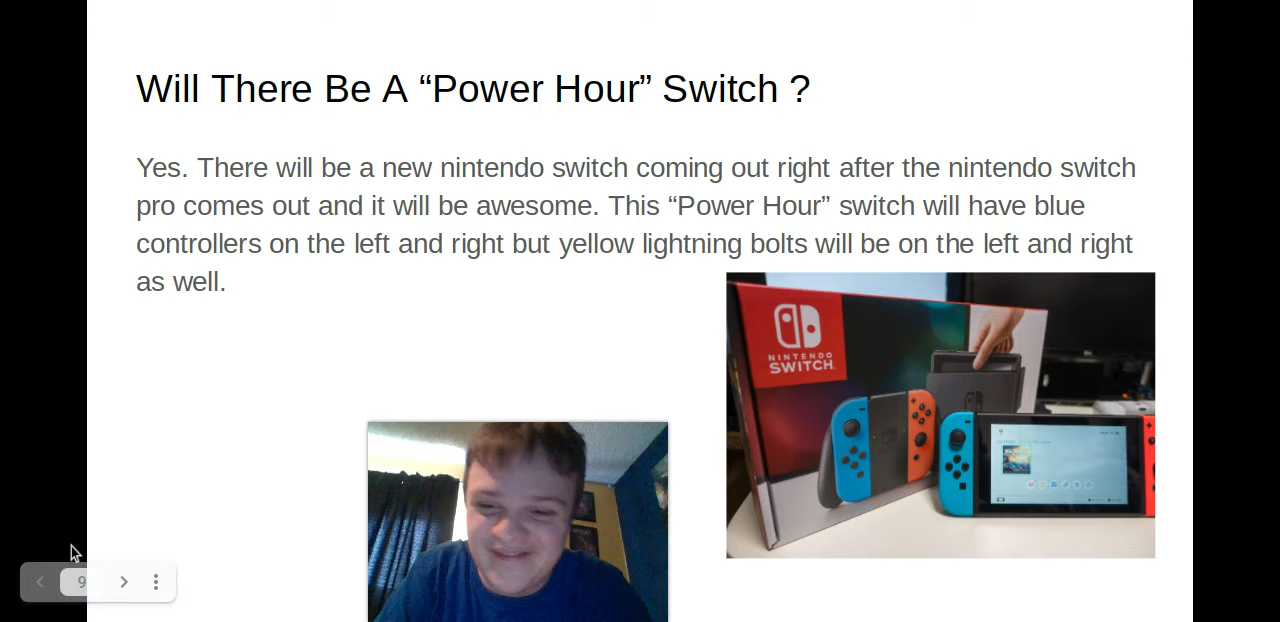 Will There Be A “Power Hour” Switch ?
Yes. There will be a new nintendo switch coming out right after the nintendo switch
pro comes out and it will be awesome. This “Power Hour” switch will have blue
controllers on the left and right but yellow lightning bolts will be on the left and right
as well.
NINTENDO
SWITCH
9